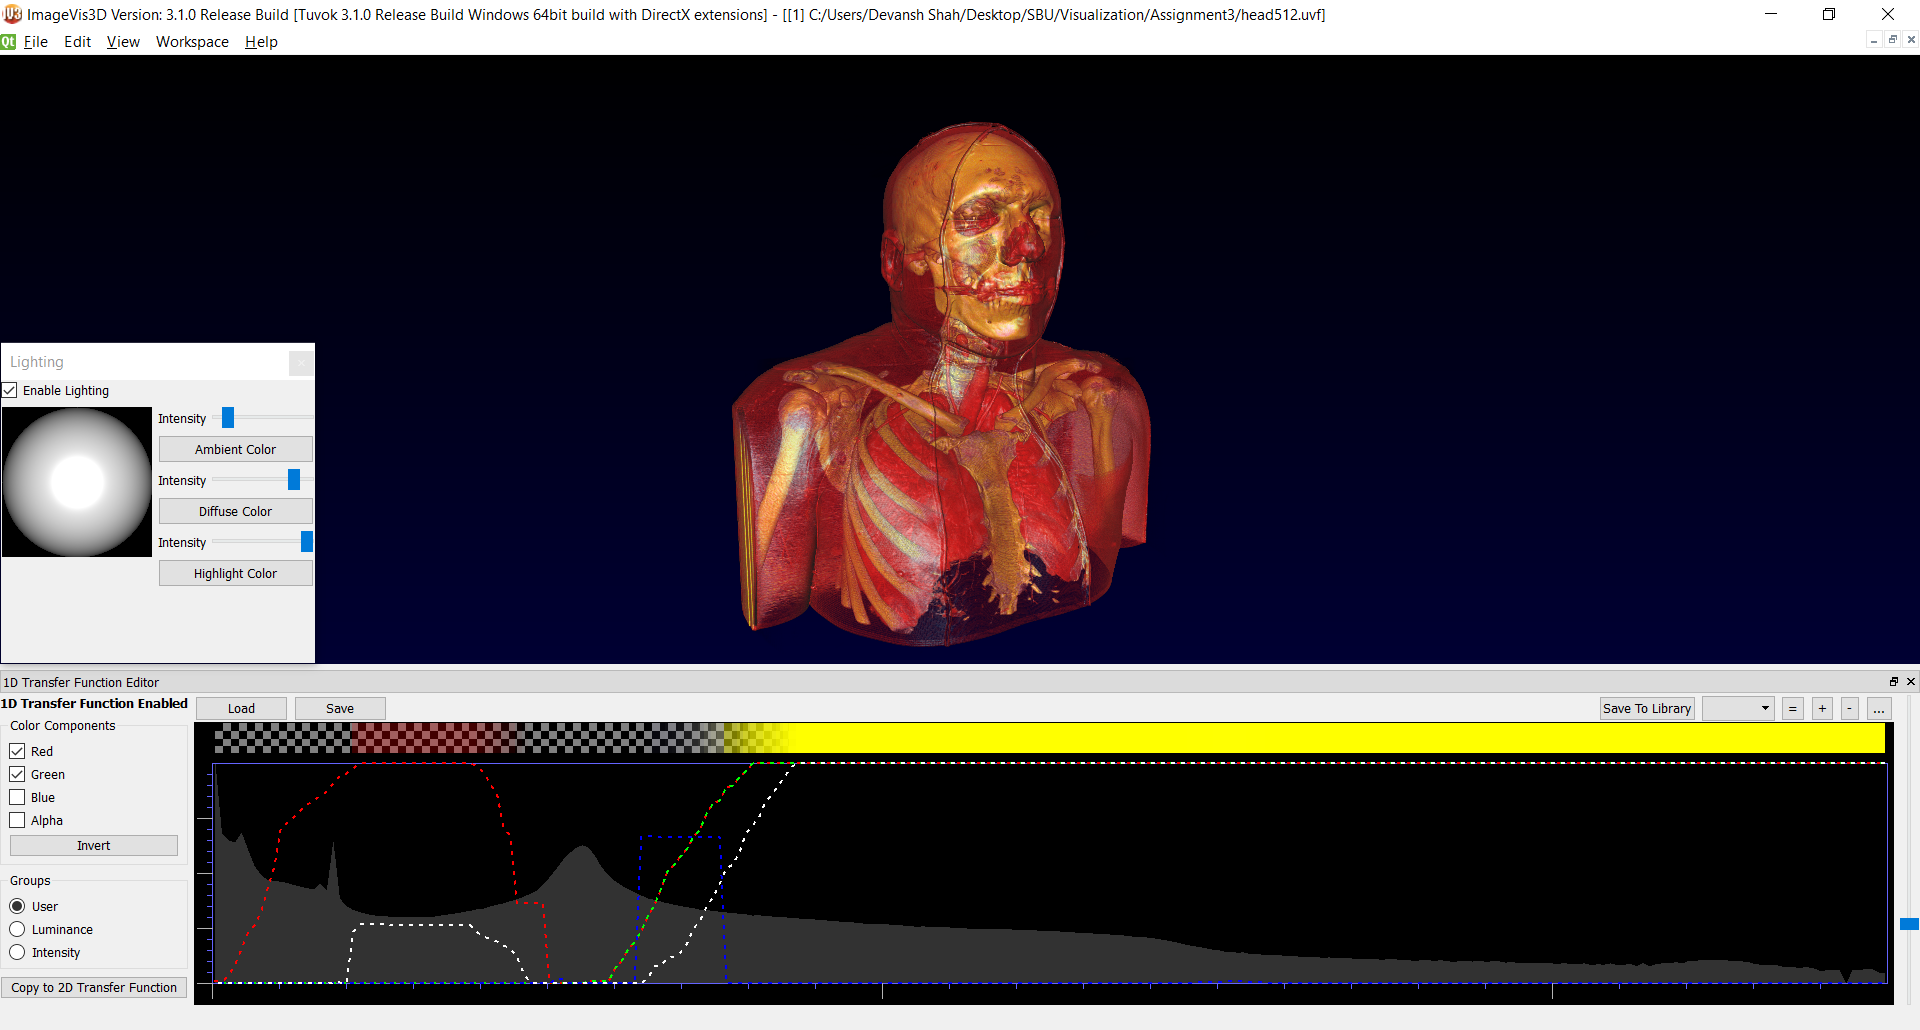 ImageVis3D Version: 3.1.0 Release Build [Tuvok 3.1.0 Release Build Windows 64bit build with DirectX extensions] - [[1] C:/Users/Devansh Shah/Desktop/SBU/Visualization/Assignment3/head512.uvf]
Qt File Edit View Workspace Help
Lighting
Enable Lighting
Intensity
Ambient Color
Intensity
Diffuse Color
Intensity
Highlight Color
1D Transfer Function Editor
1D Transfer Function Enabled
Load Save Save To Library = + - ...
Color Components
Red
Green
Blue
Alpha
Invert
Groups
User
Luminance
Intensity
Copy to 2D Transfer Function